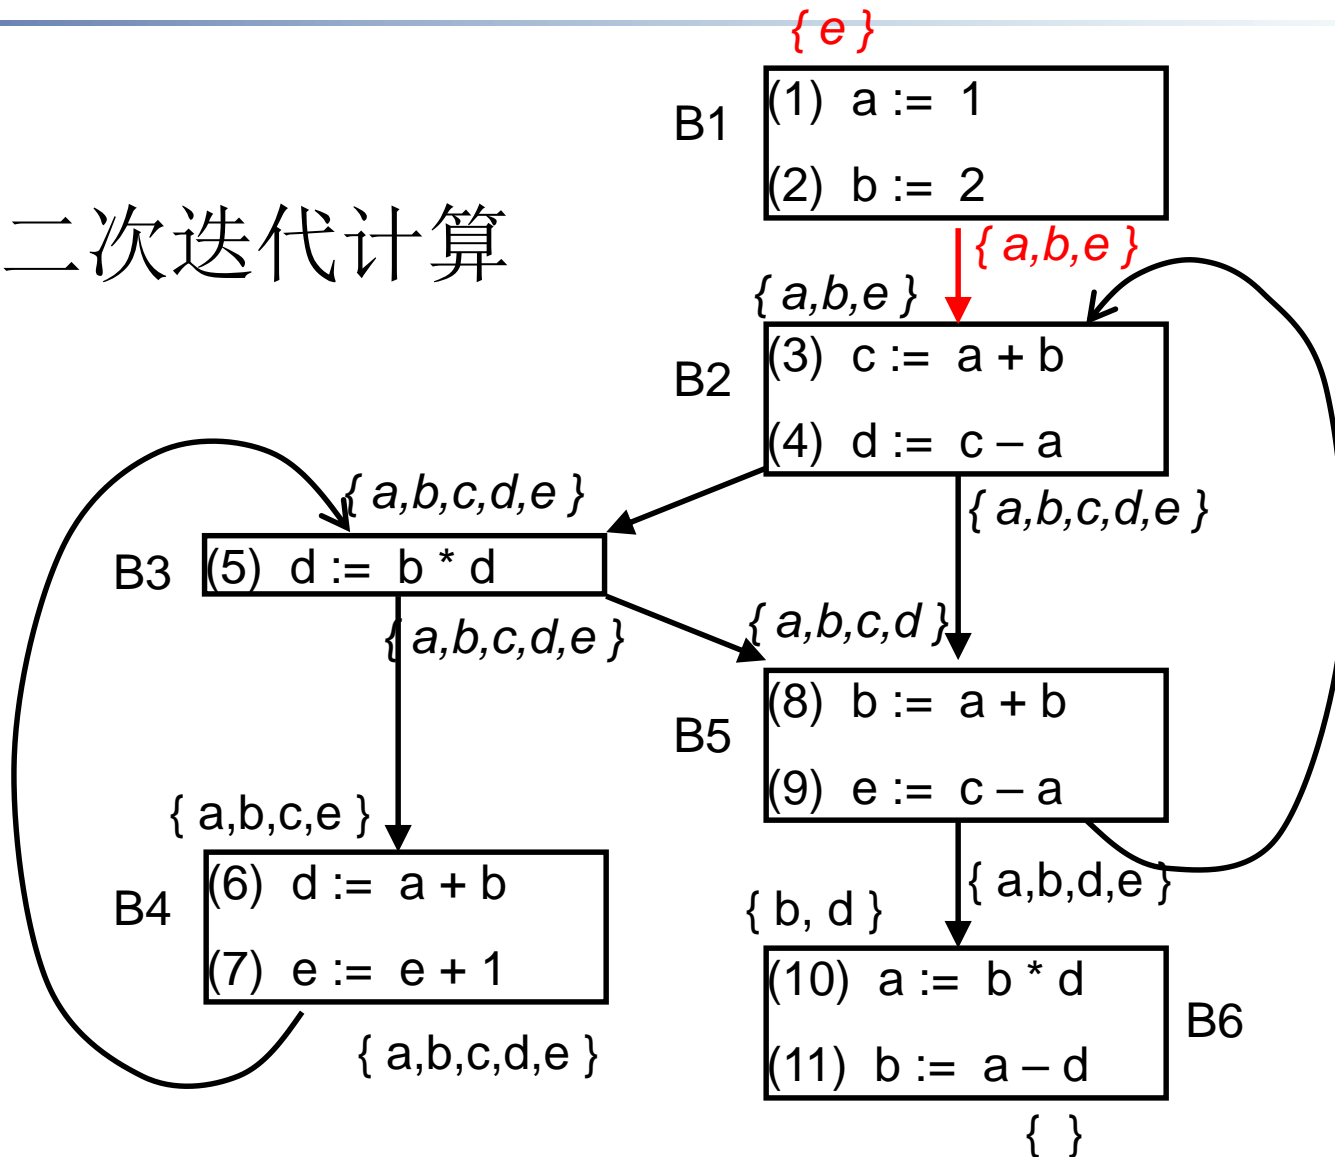 { e }
B1
(1) a := 1
(2) b := 2
二次迭代计算
{ a,b,e }
{ a,b,e }
B2
(3) c := a + b
(4) d := c – a
{ a,b,c,d,e }
{ a,b,c,d,e }
B3
(5) d := b * d
{ a,b,c,d,e }
{ a,b,c,d }
B5
(8) b := a + b
(9) e := c – a
{ a,b,c,e }
B4
(6) d := a + b
(7) e := e + 1
{ a,b,c,d,e }
{ a,b,d,e }
{ b, d }
(10) a := b * d
(11) b := a – d
B6
{ }